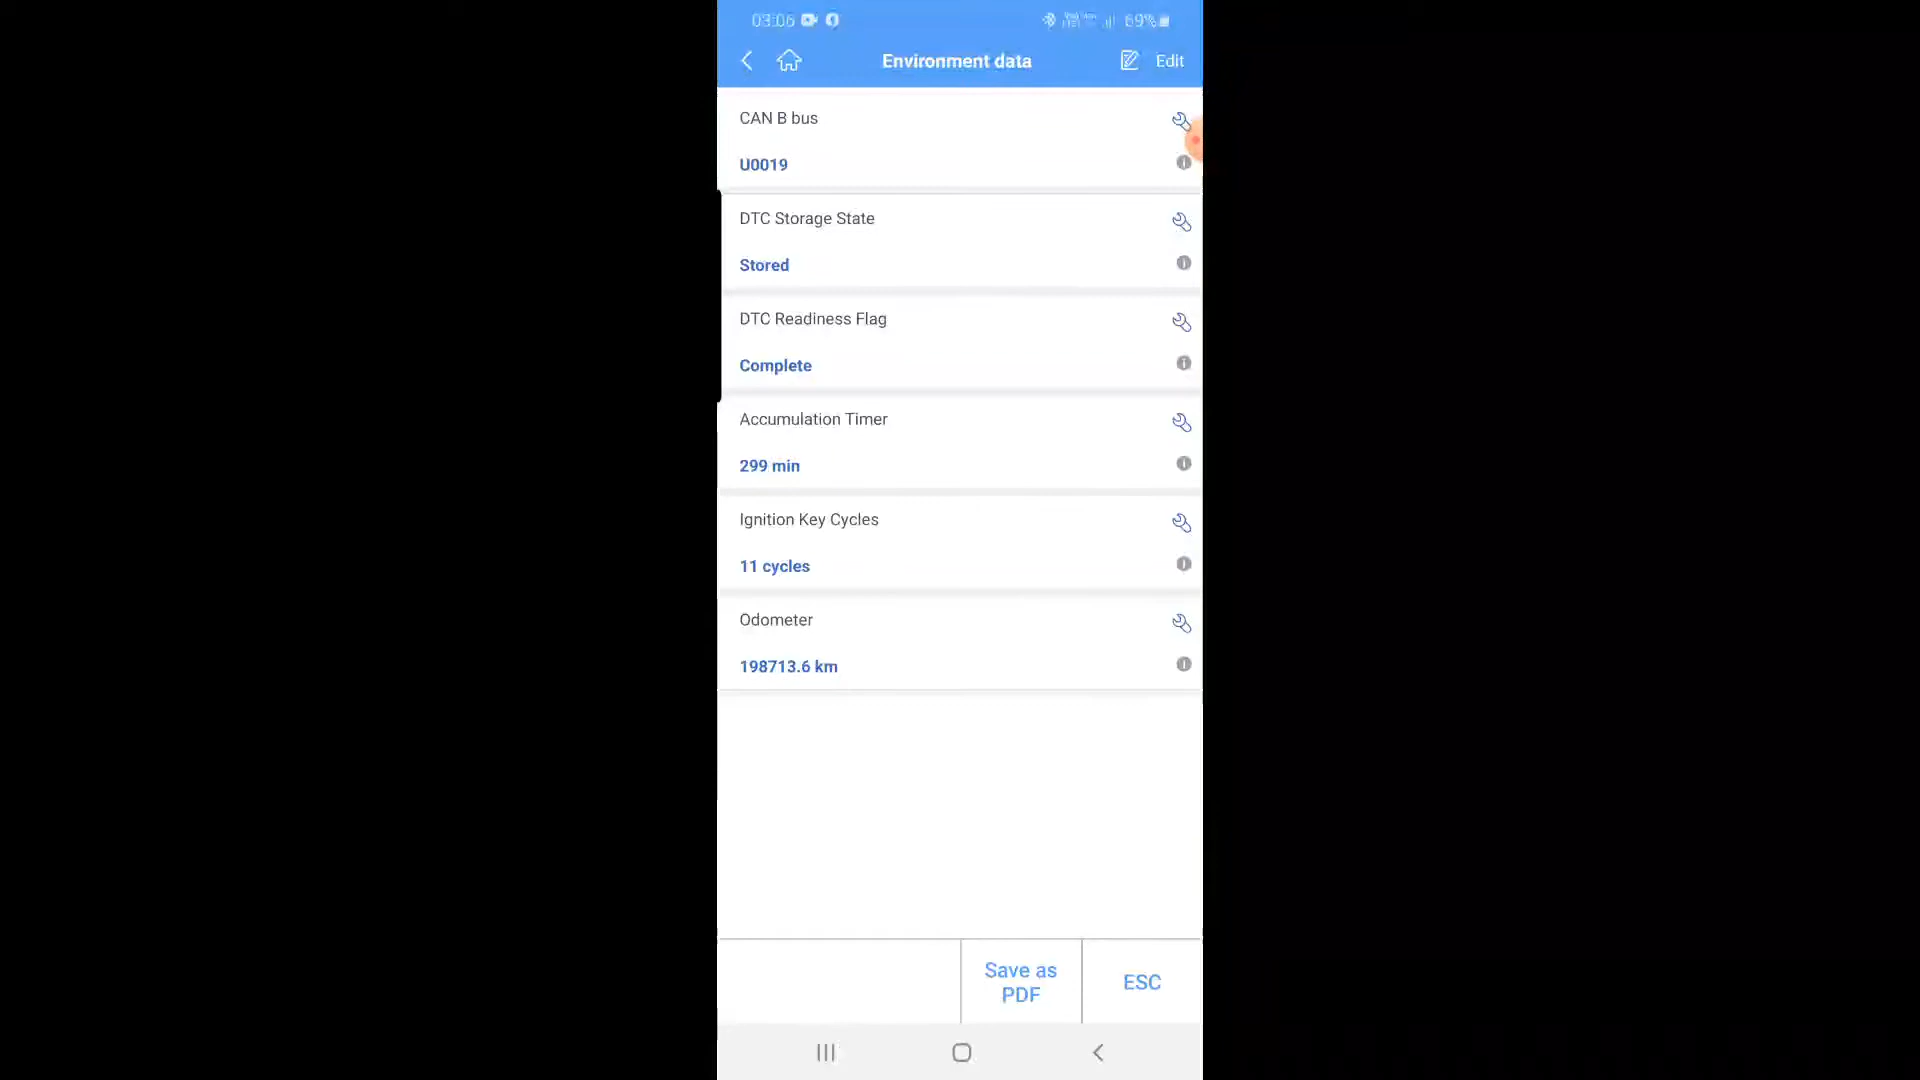 03:06
69%
Environment data
Edit
CAN B bus
U0019
DTC Storage State
Stored
DTC Readiness Flag
Complete
Accumulation Timer
299 min
Ignition Key Cycles
11 cycles
Odometer
198713.6 km
Save as
PDF
ESC